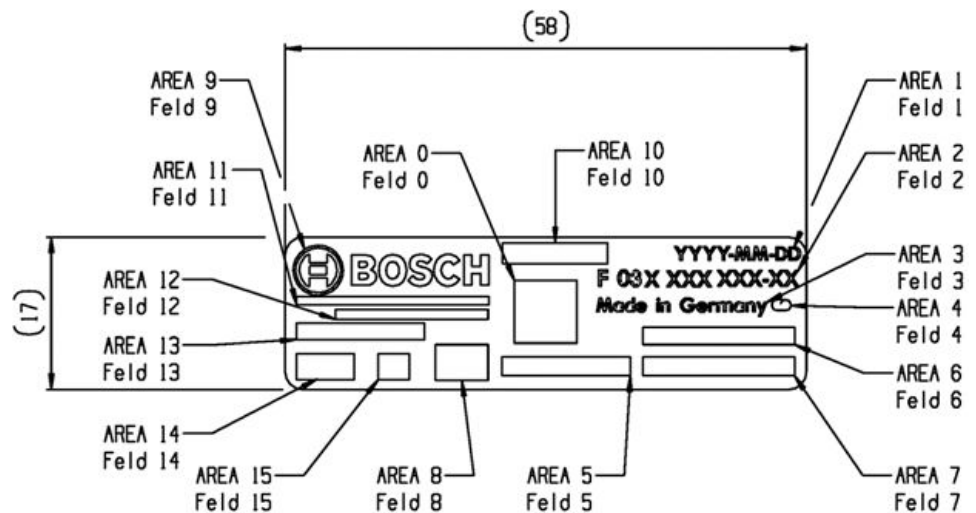 (58)
AREA 9
Feld 9
AREA 1
Feld 1
AREA 0
Feld 0
AREA 10
Feld 10
AREA 2
Feld 2
AREA 11
Feld 11
BOSCH
YYYY-MM-DD
F 03X XXX XXX-XX
Made in Germany
AREA 3
Feld 3
AREA 12
Feld 12
AREA 4
Feld 4
(17)
AREA 13
Feld 13
AREA 6
Feld 6
AREA 14
Feld 14
AREA 15
Feld 15
AREA 8
Feld 8
AREA 5
Feld 5
AREA 7
Feld 7